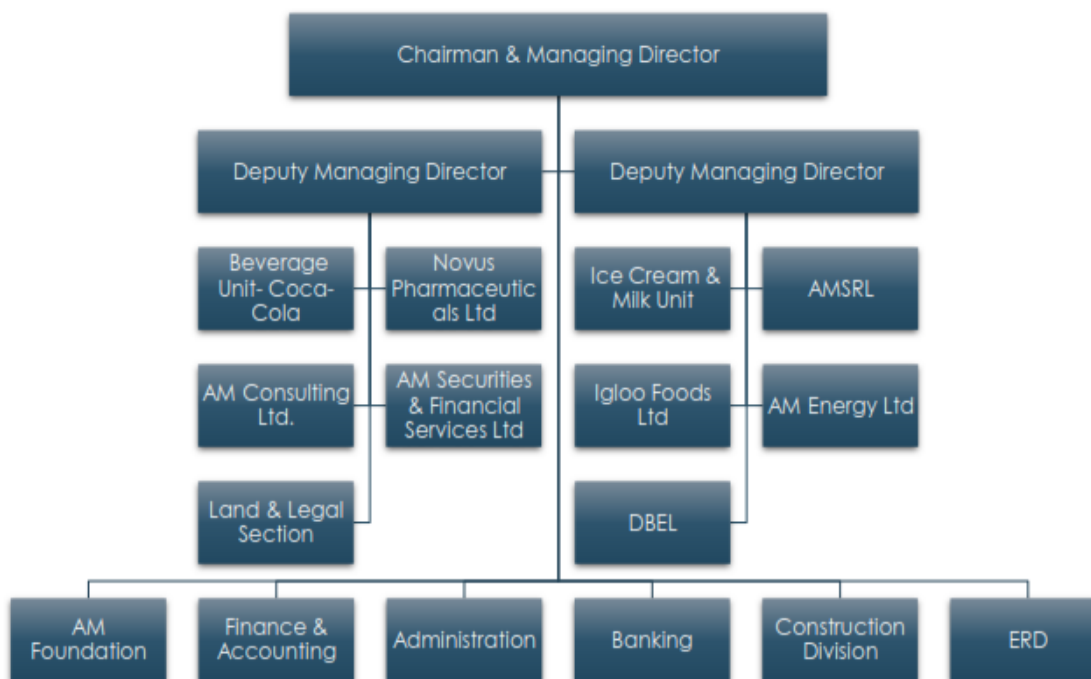 Chairman & Managing Director
Deputy Managing Director
Deputy Managing Director
Beverage
Unit- Coca-
Cola
Novus
Pharmaceutic
als Ltd
Ice Cream &
Milk Unit
AMSRL
AM Consulting
Ltd.
AM Securities
& Financial
Services Ltd
Igloo Foods
Ltd
AM Energy Ltd
Land & Legal
Section
DBEL
AM
Foundation
Finance &
Accounting
Administration
Banking
Construction
Division
ERD